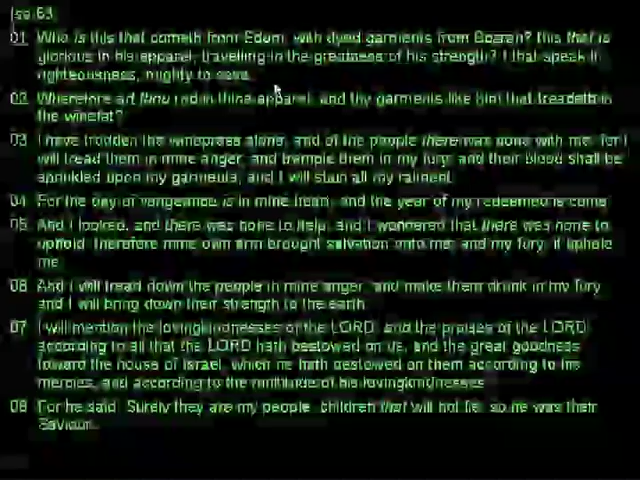 Isa 63
01 Who is this that cometh from Edom, with dyed garments from Bozrah? this that is
glorious in his apparel, travelling in the greatness of his strength? I that speak in
righteousness, mighty to save.
02 Wherefore art thou red in thine apparel, and thy garments like him that treadeth in
the winefat?
03 I have trodden the winepress alone; and of the people there was none with me: for I
will tread them in mine anger, and trample them in my fury; and their blood shall be
sprinkled upon my garments, and I will stain all my raiment.
04 For the day of vengeance is in mine heart, and the year of my redeemed is come.
05 And I looked, and there was none to help; and I wondered that there was none to
uphold: therefore mine own arm brought salvation unto me; and my fury, it upheld
me.
06 And I will tread down the people in mine anger, and make them drunk in my fury,
and I will bring down their strength to the earth.
07 I will mention the lovingkindnesses of the LORD, and the praises of the LORD,
according to all that the LORD hath bestowed on us, and the great goodness
toward the house of Israel, which he hath bestowed on them according to his
mercies, and according to the multitude of his lovingkindnesses.
08 For he said, Surely they are my people, children that will not lie: so he was their
Saviour.